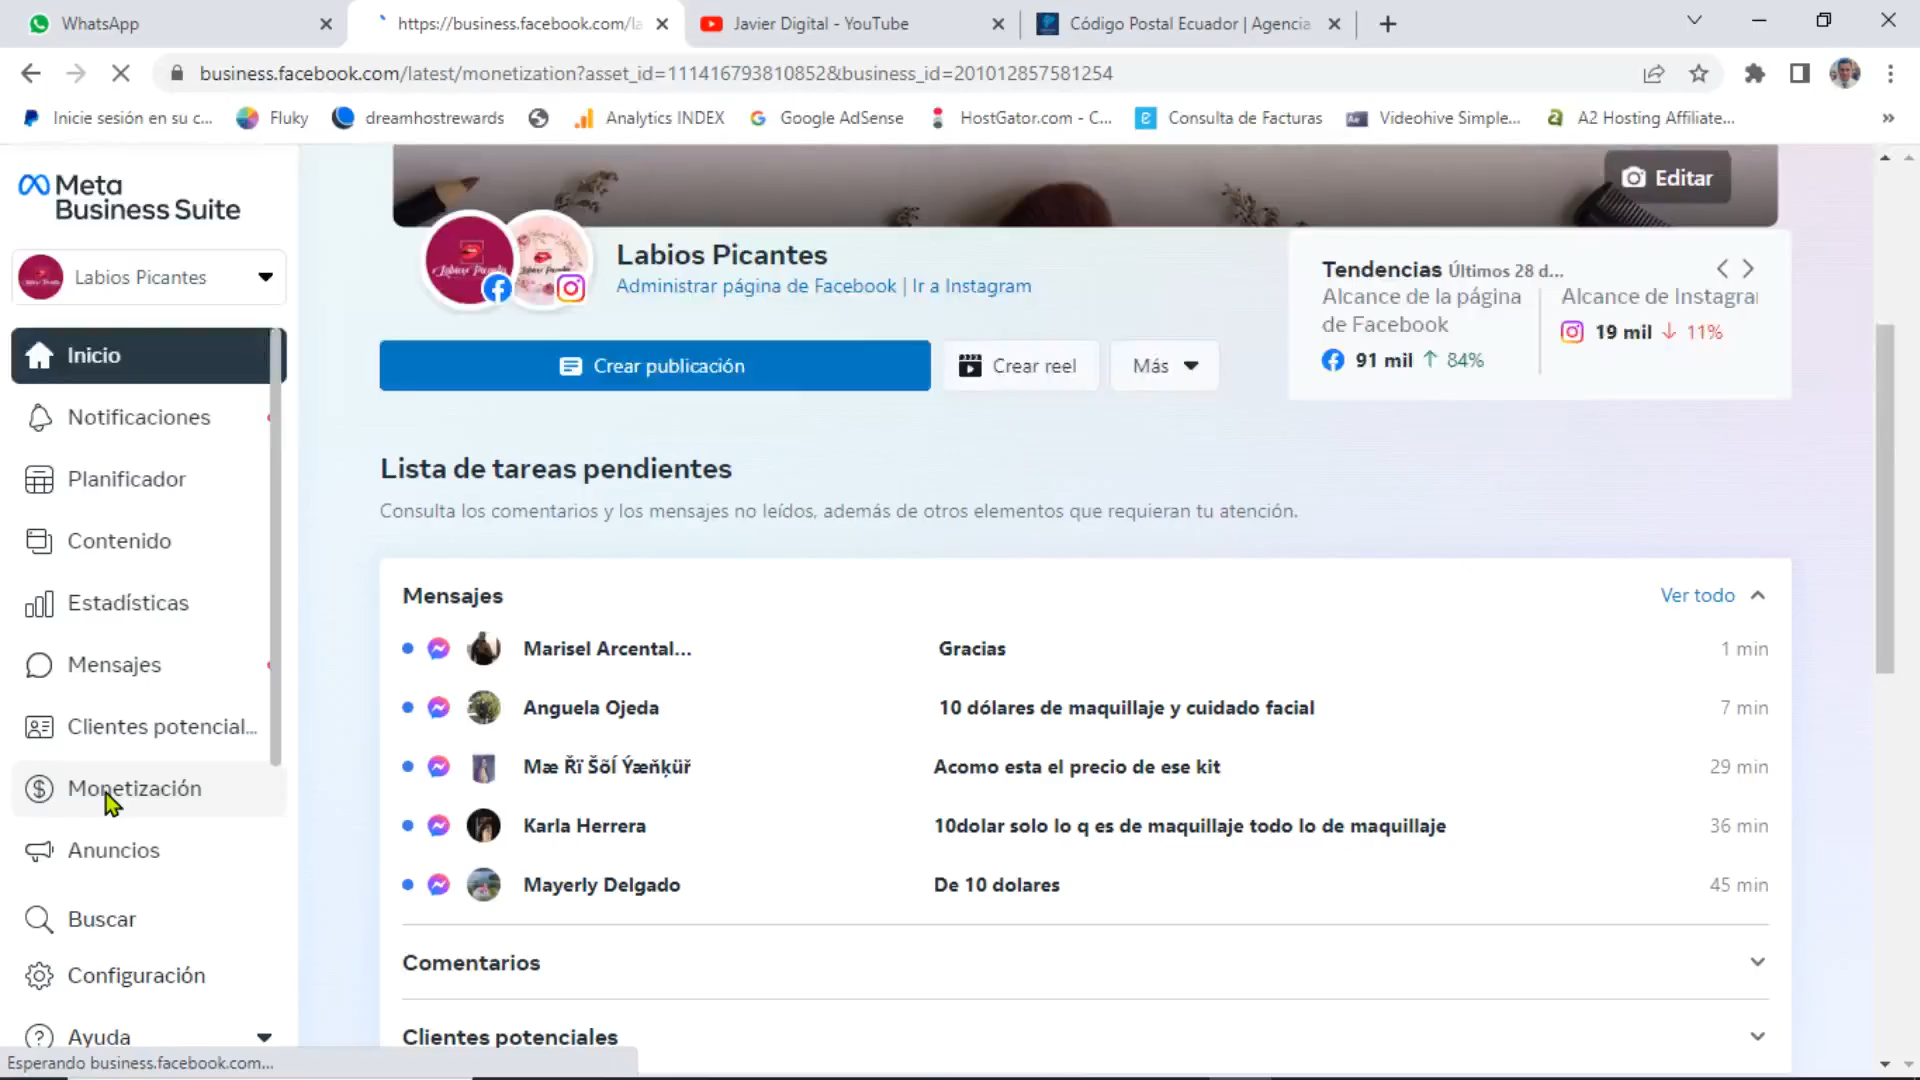 WhatsApp
https://business.facebook.com/la
Javier Digital - YouTube
Código Postal Ecuador | Agencia
business.facebook.com/latest/monetization?asset_id=111416793810852&business_id=201012857581254
Inicie sesión en su c...
Fluky
dreamhostrewards
Analytics INDEX
Google AdSense
HostGator.com - C...
Consulta de Facturas
Videohive Simple...
A2 Hosting Affiliate...
Meta
Business Suite
Labios Picantes
Inicio
Notificaciones
Planificador
Contenido
Estadísticas
Mensajes
Clientes potencial...
Monetización
Anuncios
Buscar
Configuración
Ayuda
Editar
Labios Picantes
Administrar página de Facebook | Ir a Instagram
Crear publicación
Crear reel
Más
Tendencias Últimos 28 d...
Alcance de la página
de Facebook
91 mil ↑ 84%
Alcance de Instagra
19 mil ↓ 11%
Lista de tareas pendientes
Consulta los comentarios y los mensajes no leídos, además de otros elementos que requieran tu atención.
Mensajes
Ver todo
Marisel Arcental... Gracias 1 min
Anguela Ojeda 10 dólares de maquillaje y cuidado facial 7 min
Mæ Řï ŠõÍ Ýæňķüř Acomo esta el precio de ese kit 29 min
Karla Herrera 10dolar solo lo q es de maquillaje todo lo de maquillaje 36 min
Mayerly Delgado De 10 dolares 45 min
Comentarios
Clientes potenciales
Esperando business.facebook.com...